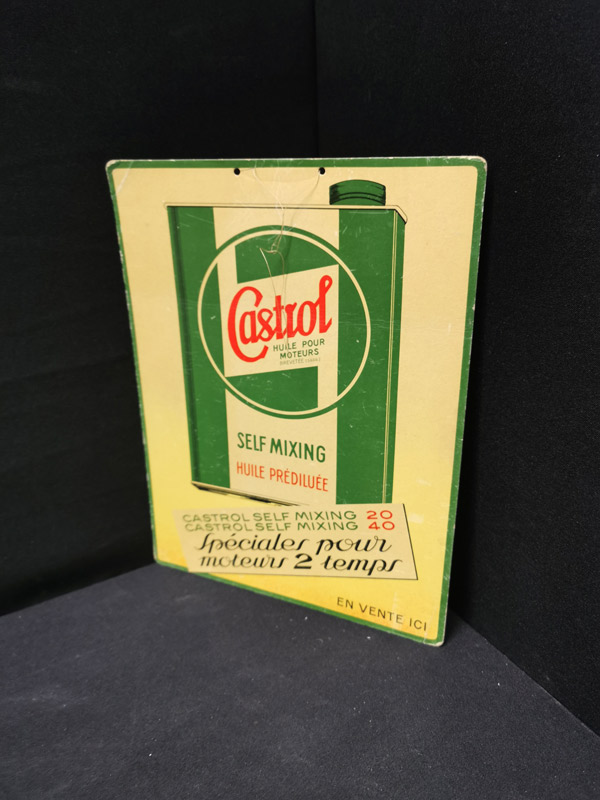 Castrol
HUILE POUR
MOTEURS
SELF MIXING
HUILE PRÉDILUÉE
CASTROL SELF MIXING 20
CASTROL SELF MIXING 40
Spéciales pour
moteurs 2 temps
EN VENTE ICI